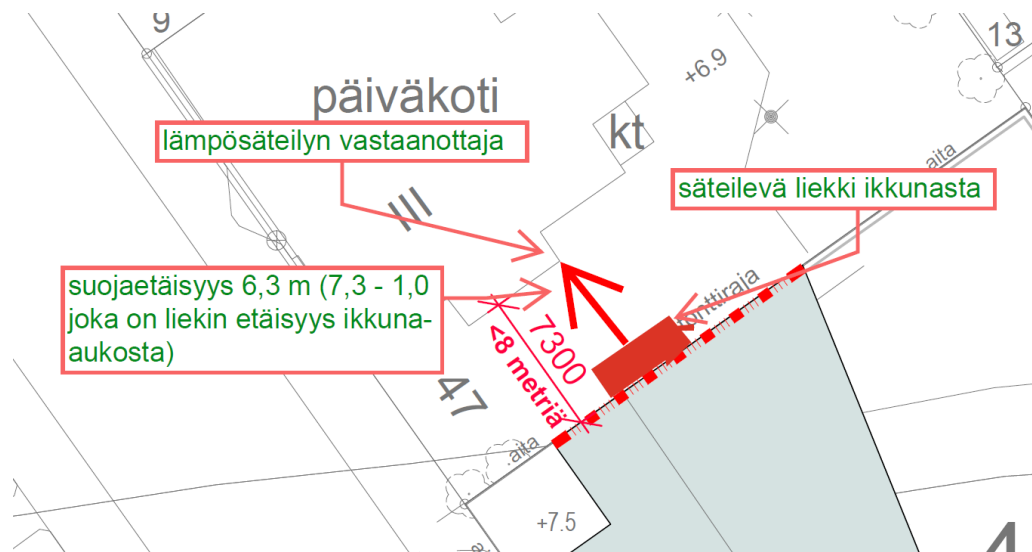 9
13
päiväkoti
+6.9
lämpösäteilyn vastaanottaja
kt
.aita
säteilevä liekki ikkunasta
III
suojaetäisyys 6,3 m (7,3 - 1,0
joka on liekin etäisyys ikkuna-
aukosta)
tonttiraja
7300
<8 metriä
47
.aita
+7.5
4